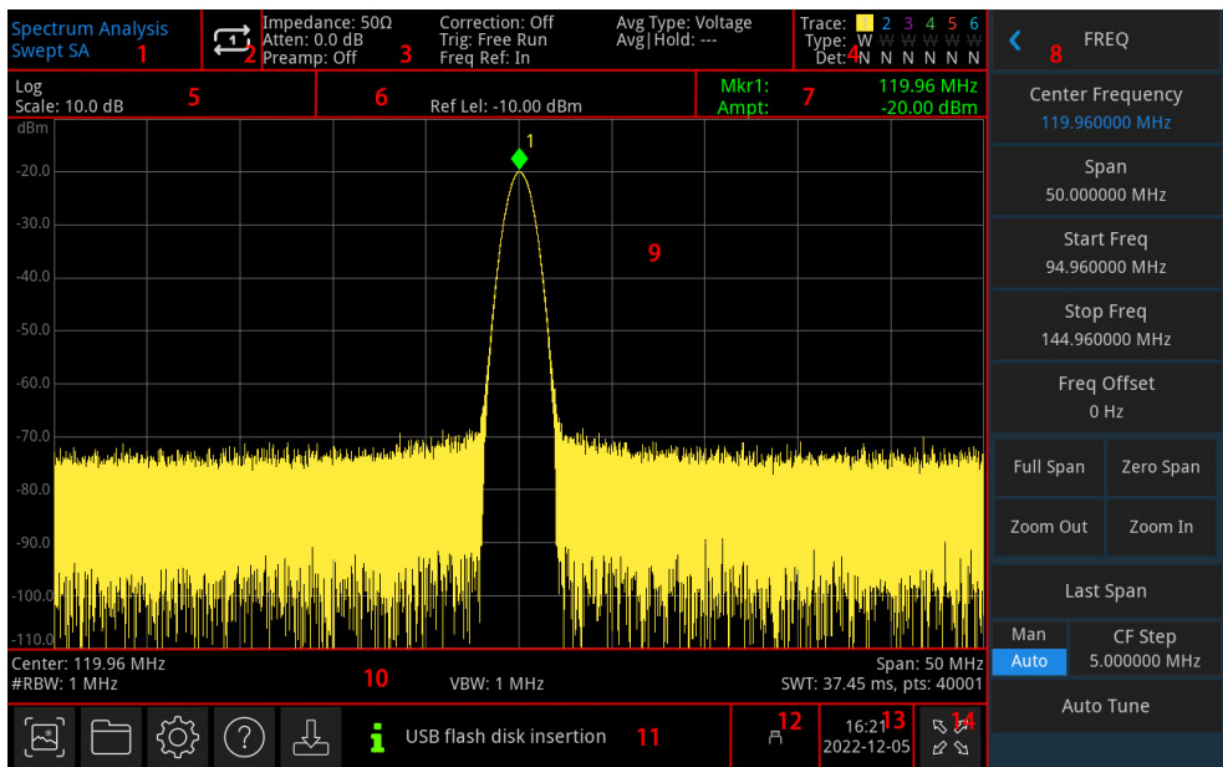 Spectrum Analysis
Swept SA
1
1
2
Impedance: 50Ω Correction: Off Avg Type: Voltage
Atten: 0.0 dB Trig: Free Run Avg|Hold: ---
Preamp: Off 3 Freq Ref: In
Trace: 1 2 3 4 5 6
Type: W W W W W W
Det: 4 N N N N N N
FREQ
8
Log
Scale: 10.0 dB
5
6
Ref Lel: -10.00 dBm
Mkr1: 119.96 MHz
7
Ampt: -20.00 dBm
dBm
1
-20.0
-30.0
9
-40.0
-50.0
-60.0
-70.0
-80.0
-90.0
-100.0
-110.0
Center Frequency
119.960000 MHz
Span
50.000000 MHz
Start Freq
94.960000 MHz
Stop Freq
144.960000 MHz
Freq Offset
0 Hz
Full Span Zero Span
Zoom Out Zoom In
Last Span
Man CF Step
Auto 5.000000 MHz
Auto Tune
Center: 119.96 MHz Span: 50 MHz
#RBW: 1 MHz 10 VBW: 1 MHz SWT: 37.45 ms, pts: 40001
?
i
USB flash disk insertion
11
12
16:21 13
2022-12-05
14